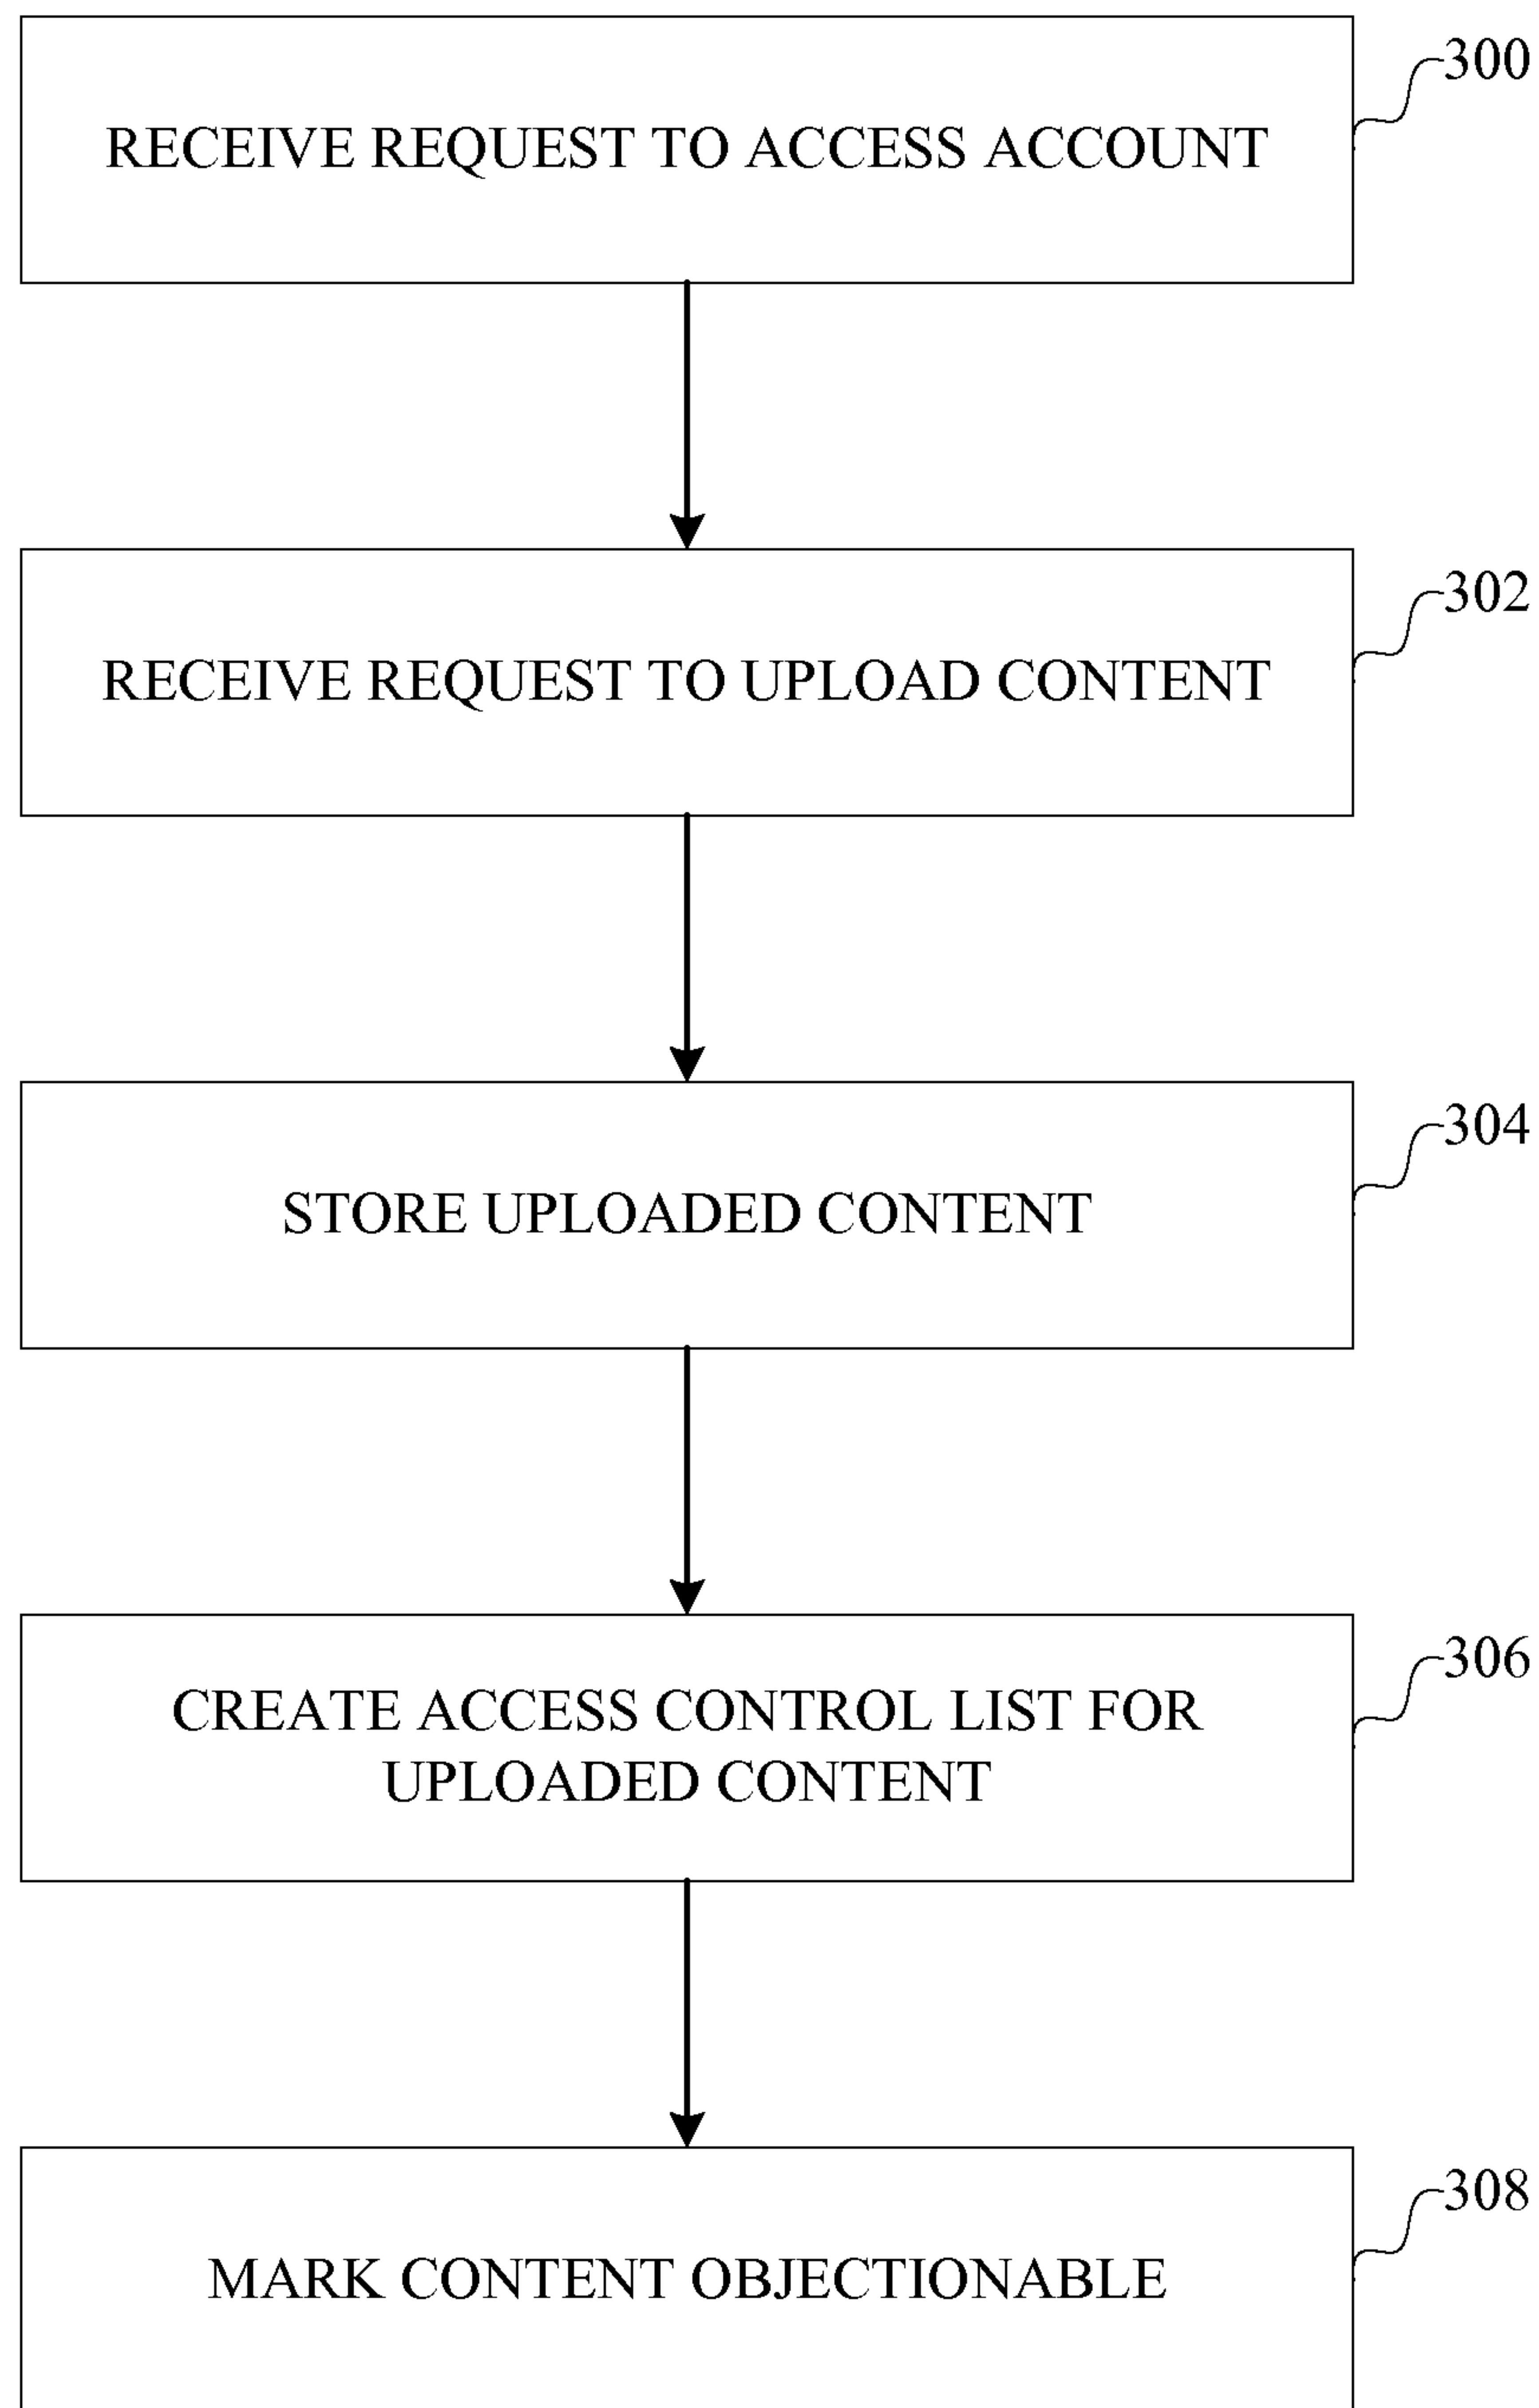 300
RECEIVE REQUEST TO ACCESS ACCOUNT
302
RECEIVE REQUEST TO UPLOAD CONTENT
304
STORE UPLOADED CONTENT
306
CREATE ACCESS CONTROL LIST FOR
UPLOADED CONTENT
308
MARK CONTENT OBJECTIONABLE